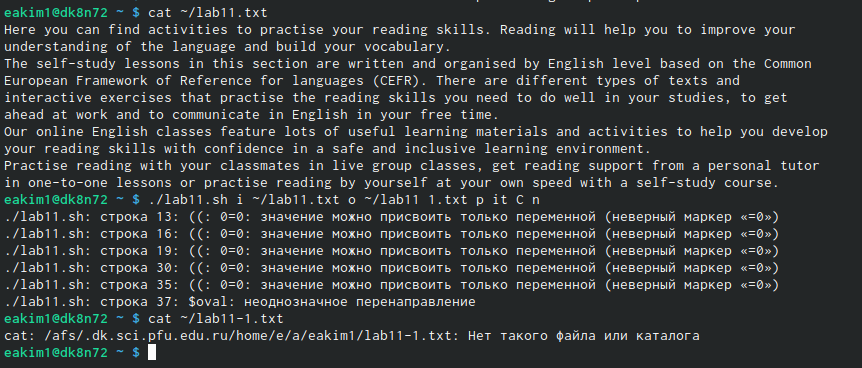 eakim1@dk8n72 ~ $ cat ~/lab11.txt
Here you can find activities to practise your reading skills. Reading will help you to improve your
understanding of the language and build your vocabulary.
The self-study lessons in this section are written and organised by English level based on the Common
European Framework of Reference for languages (CEFR). There are different types of texts and
interactive exercises that practise the reading skills you need to do well in your studies, to get
ahead at work and to communicate in English in your free time.
Our online English classes feature lots of useful learning materials and activities to help you develop
your reading skills with confidence in a safe and inclusive learning environment.
Practise reading with your classmates in live group classes, get reading support from a personal tutor
in one-to-one lessons or practise reading by yourself at your own speed with a self-study course.
eakim1@dk8n72 ~ $ ./lab11.sh i ~/lab11.txt o ~/lab11 1.txt p it C n
./lab11.sh: строка 13: ((: 0=0: значение можно присвоить только переменной (неверный маркер «=0»)
./lab11.sh: строка 16: ((: 0=0: значение можно присвоить только переменной (неверный маркер «=0»)
./lab11.sh: строка 19: ((: 0=0: значение можно присвоить только переменной (неверный маркер «=0»)
./lab11.sh: строка 30: ((: 0=0: значение можно присвоить только переменной (неверный маркер «=0»)
./lab11.sh: строка 35: ((: 0=0: значение можно присвоить только переменной (неверный маркер «=0»)
./lab11.sh: строка 37: $oval: неоднозначное перенаправление
eakim1@dk8n72 ~ $ cat ~/lab11-1.txt
cat: /afs/.dk.sci.pfu.edu.ru/home/e/a/eakim1/lab11-1.txt: Нет такого файла или каталога
eakim1@dk8n72 ~ $